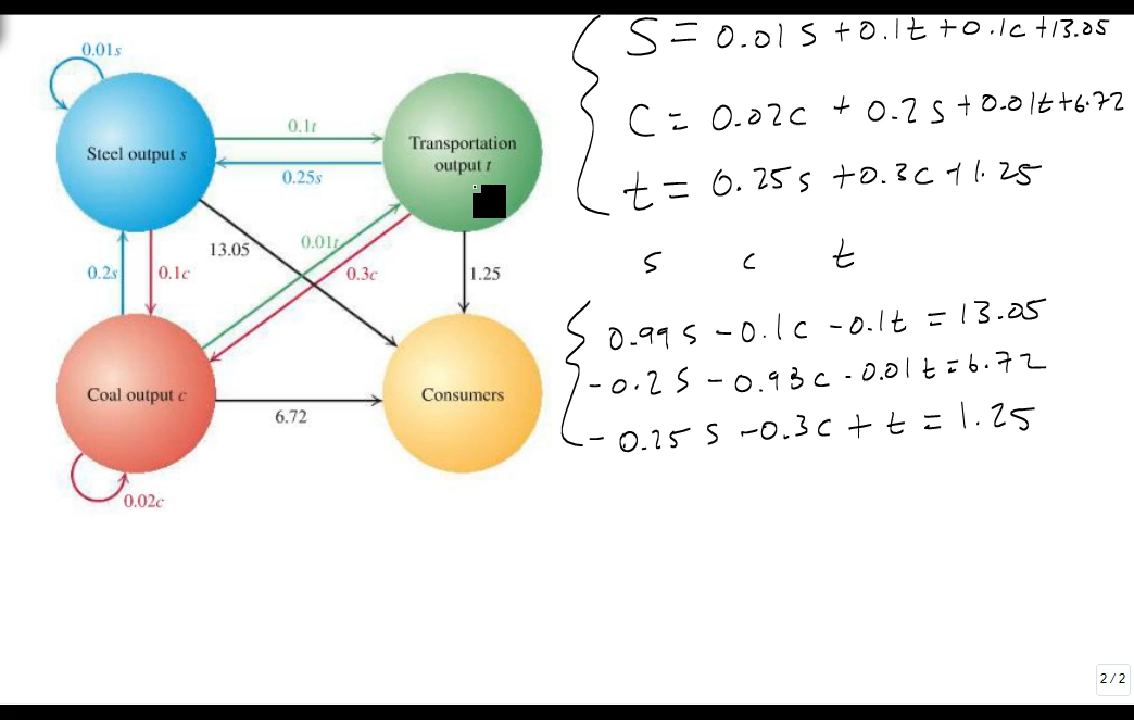 0.01s
Steel output s
0.1t
0.25s
Transportation
output t
13.05
0.01t
0.3c
1.25
0.2s
0.1c
Coal output c
6.72
Consumers
0.02c
S = 0.01 S + 0.1t + 0.1c + 13.05
C = 0.02c + 0.2 S + 0.01t + 6.72
t = 0.25 s + 0.3 c + 1.25
s c t
0.99 s - 0.1 c - 0.1t = 13.05
- 0.2 S - 0.93 c - 0.01 t = 6.72
- 0.25 s - 0.3 c + t = 1.25
2 / 2